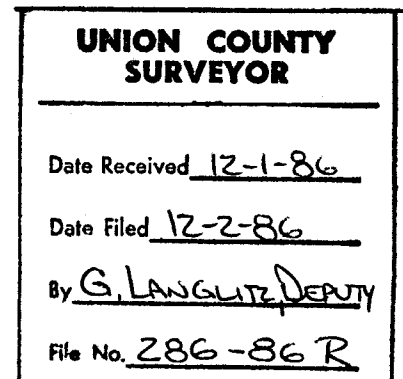 UNION COUNTY
SURVEYOR
Date Received 12-1-86
Date Filed 12-2-86
By G. LANGLITZ, DEPUTY
File No. 286-86 R